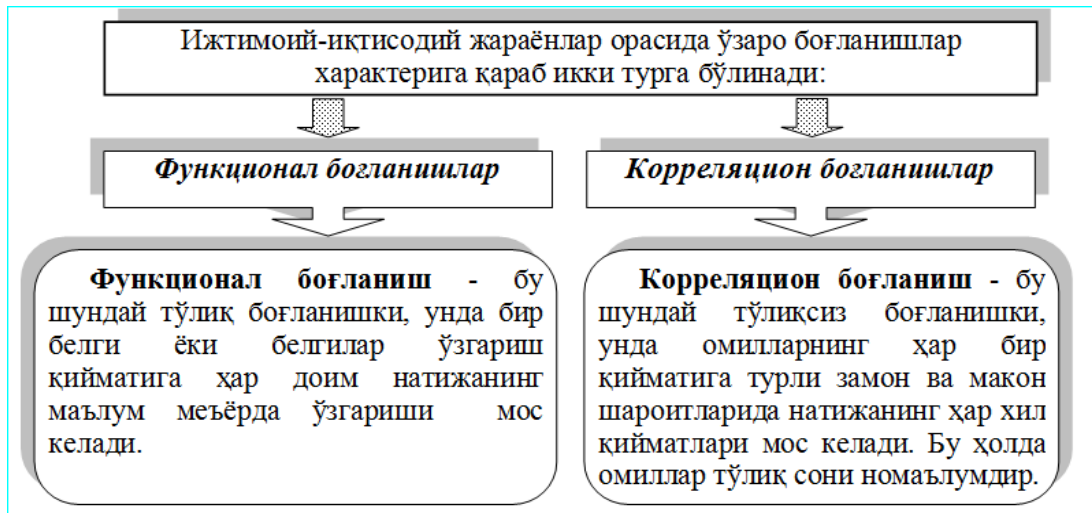 Ижтимоий-иқтисодий жараёнлар орасида ўзаро боғланишлар
характерига қараб икки турга бўлинади:
Функционал боғланишлар
Корреляцион боғланишлар
Функционал боғланиш - бу
шундай тўлиқ боғланишки, унда бир
белги ёки белгилар ўзгариш
қийматига ҳар доим натижанинг
маълум меъёрда ўзгариши мос
келади.
Корреляцион боғланиш - бу
шундай тўлиқсиз боғланишки,
унда омилларнинг ҳар бир
қийматига турли замон ва макон
шароитларида натижанинг ҳар хил
қийматлари мос келади. Бу ҳолда
омиллар тўлиқ сони номаълумдир.